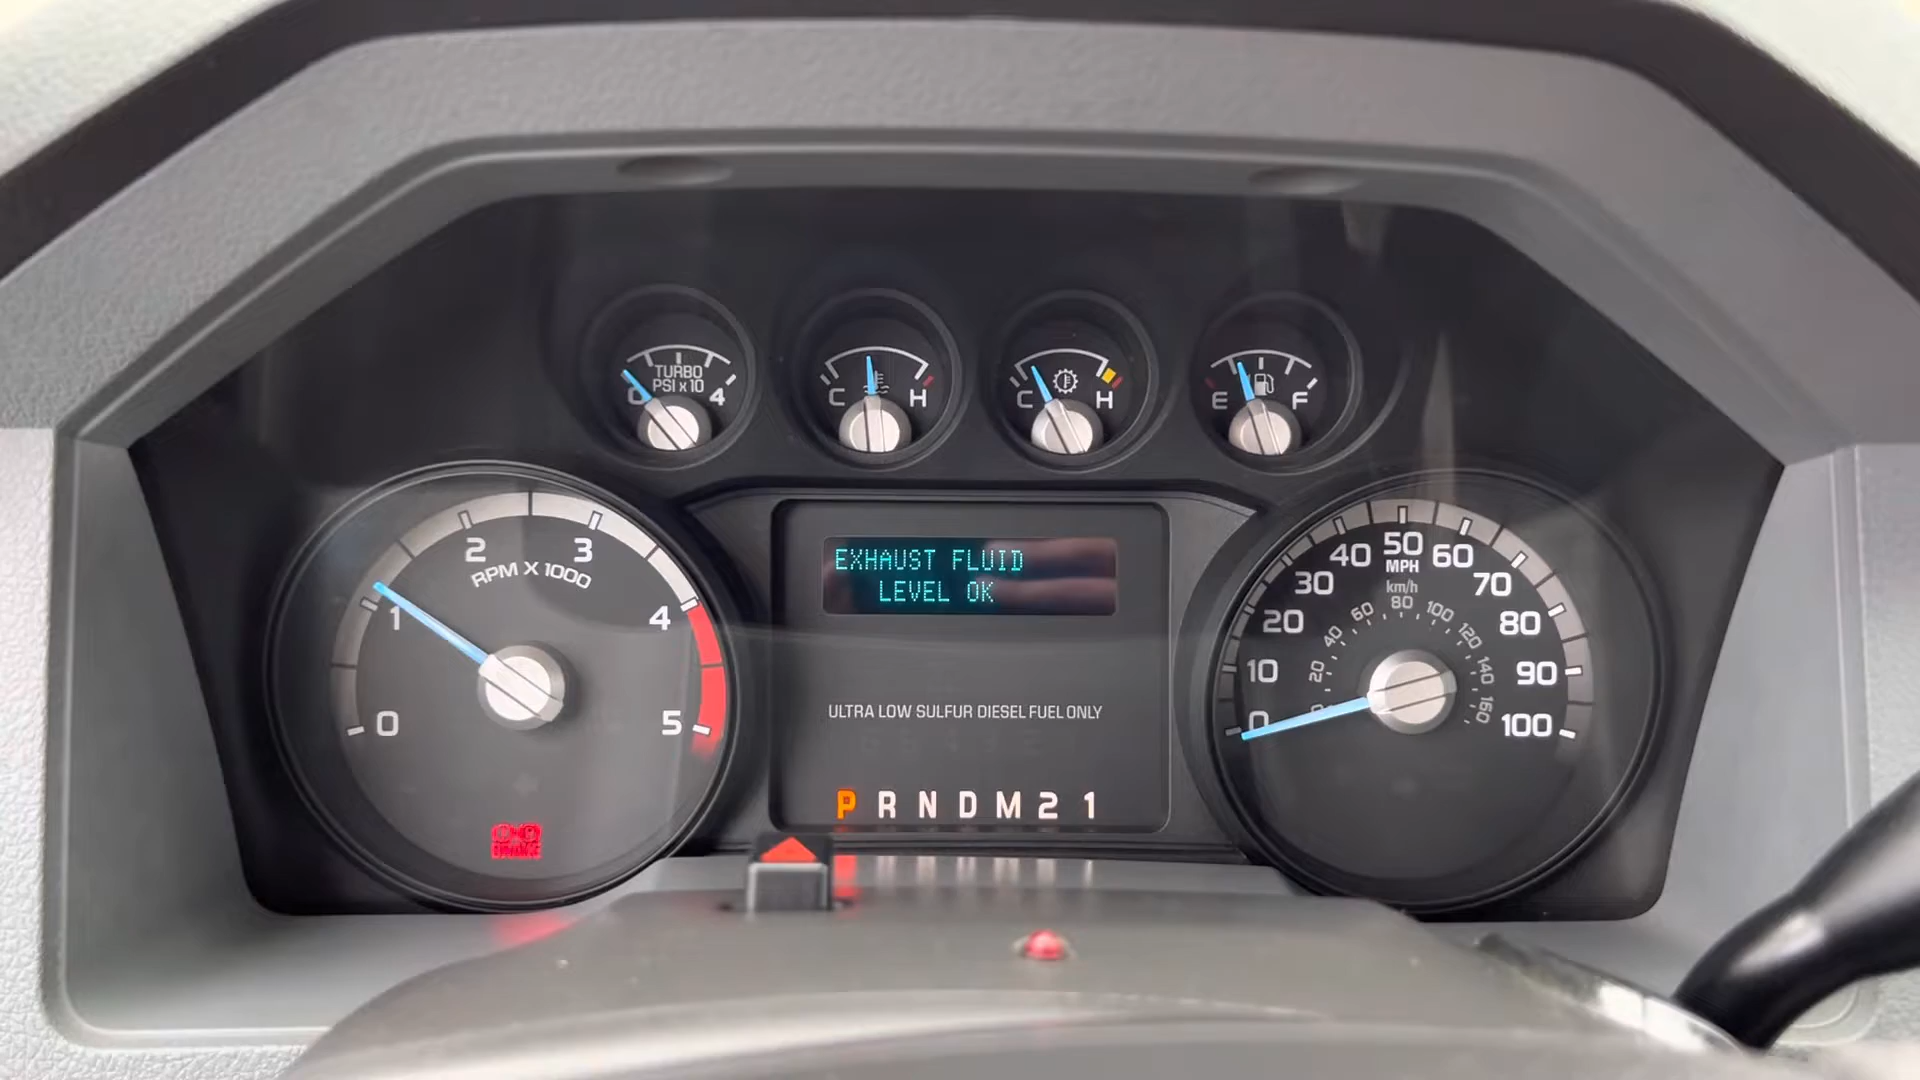 TURBO
PSI x 10
0 4
C H
C H
E F
0 1 2 3 4 5
RPM X 1000
EXHAUST FLUID
LEVEL OK
ULTRA LOW SULFUR DIESEL FUEL ONLY
P R N D M 2 1
0 10 20 30 40 50 60 70 80 90 100
MPH
km/h
20 40 60 80 100 120 140 160